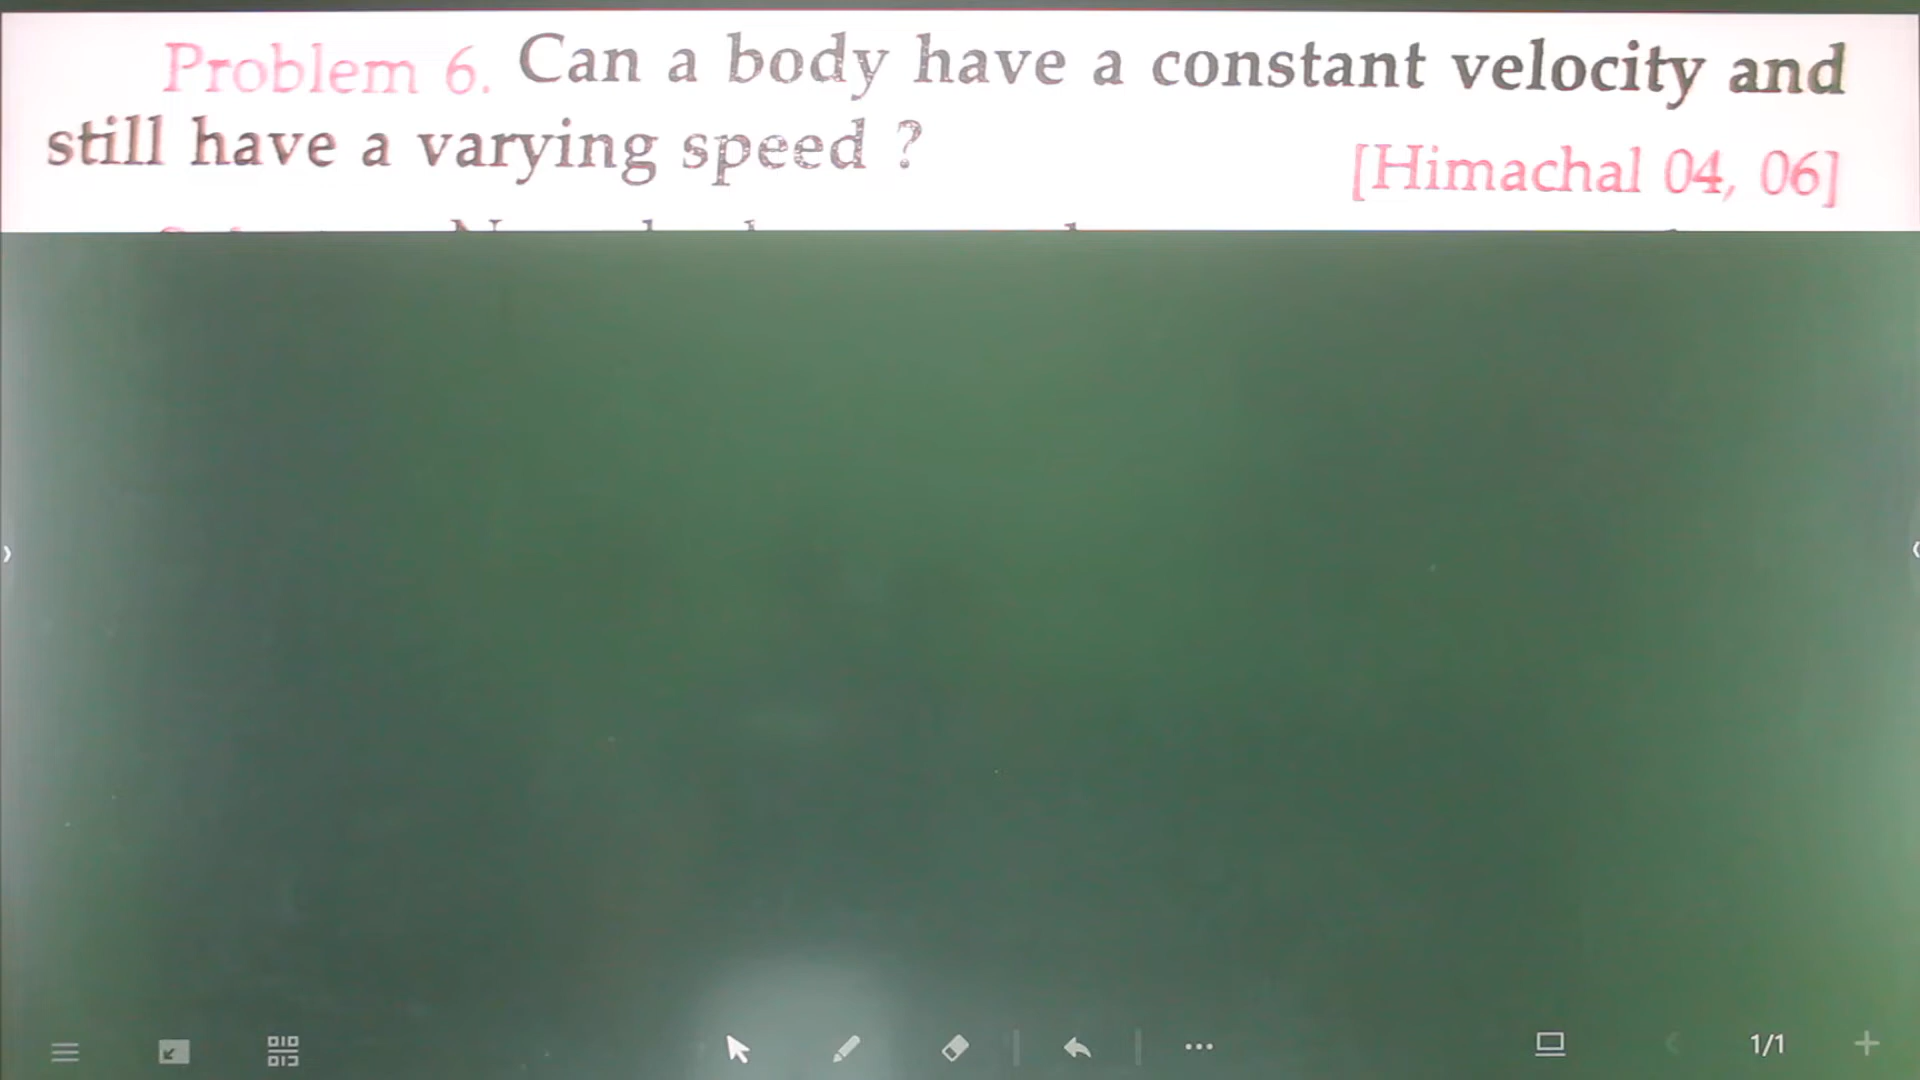 Problem 6. Can a body have a constant velocity and
still have a varying speed ?
[Himachal 04, 06]
1/1